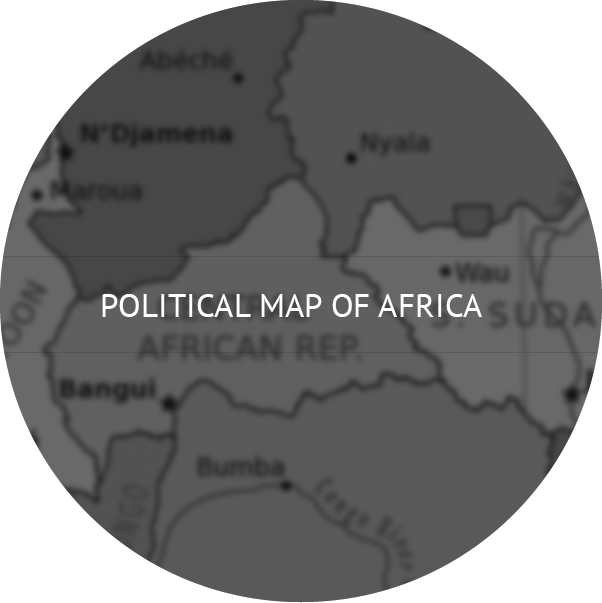 Abéché
N'Djamena
Nyala
Maroua
Wau
OON
POLITICAL MAP OF AFRICA
S. SUDA
AFRICAN REP.
Bangui
Bumba
NGO
Congo River